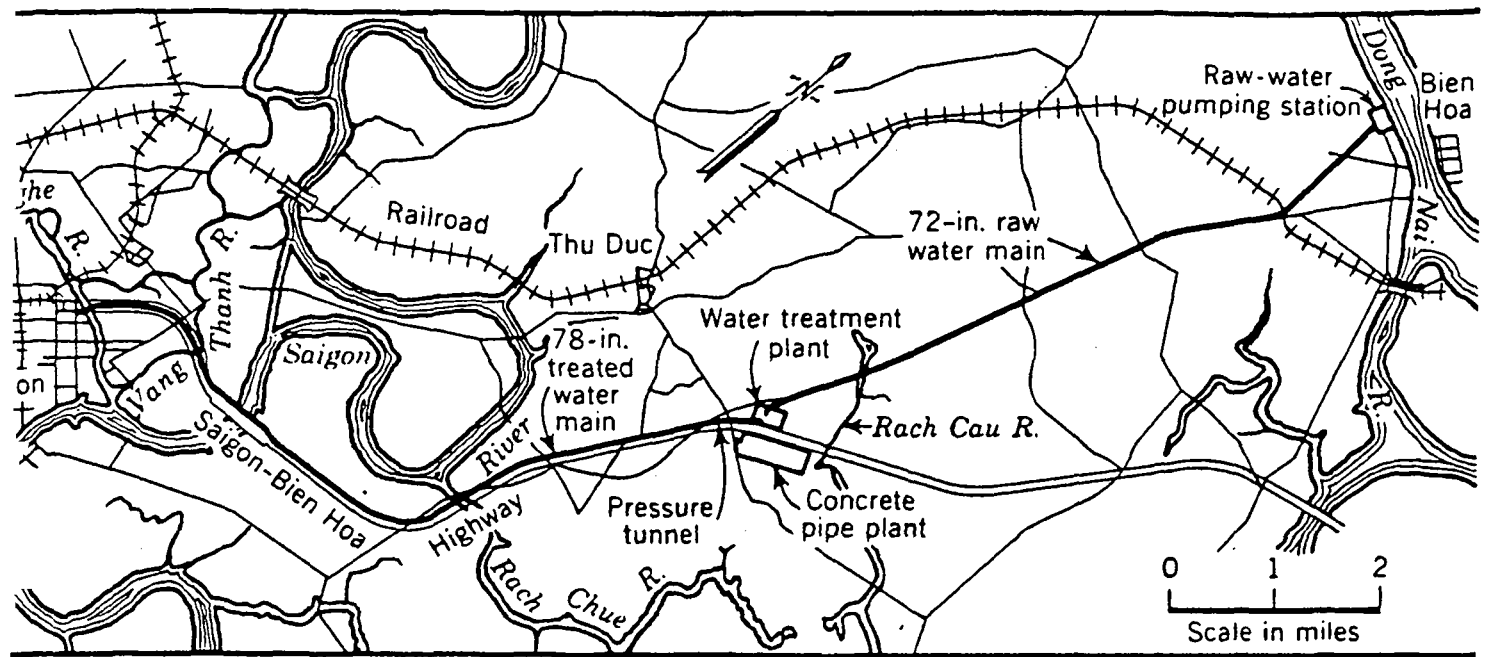 Dong
Nai
R.
Bien
Hoa
Raw-water
pumping station
N
ghe
R.
Railroad
Thanh
R.
Thu Duc
72-in. raw
water main
Water treatment
plant
78-in.
treated
water
main
Saigon
River
on
Vang
Saigon-Bien Hoa
Highway
Rach Cau R.
Pressure
tunnel
Concrete
pipe plant
Rach Chue R.
0 1 2
Scale in miles